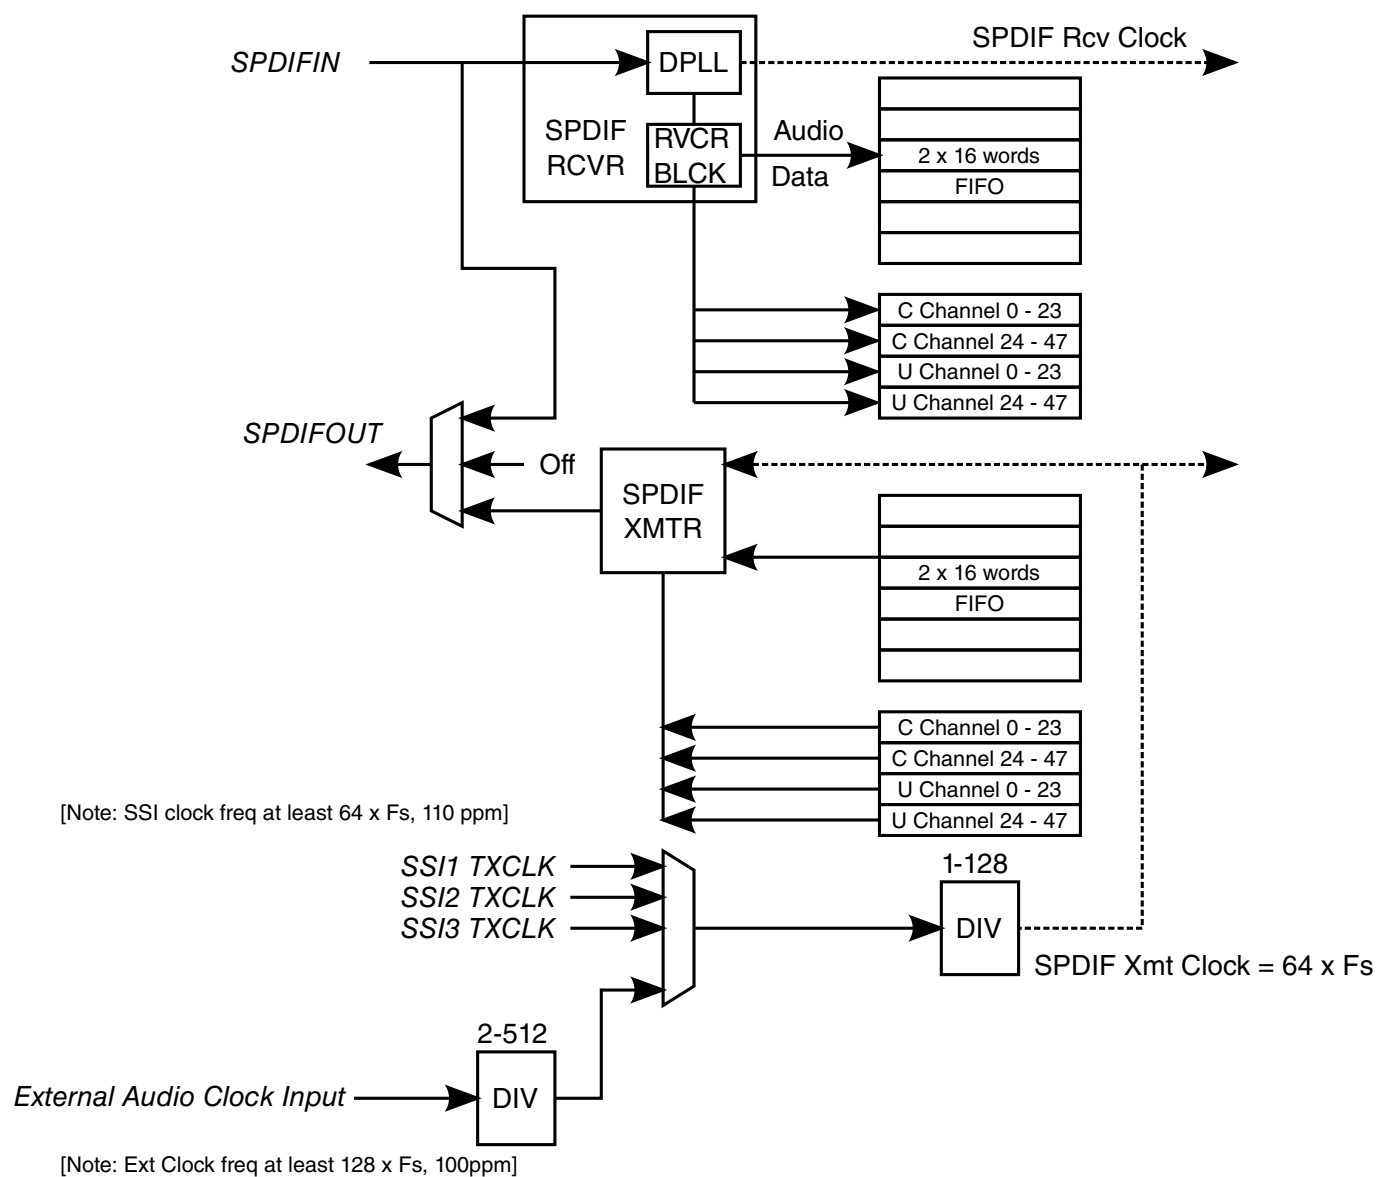 SPDIF Rcv Clock
SPDIFIN
DPLL
SPDIF
RCVR
RVCR
BLCK
Audio
Data
2 x 16 words
FIFO
C Channel 0 - 23
C Channel 24 - 47
U Channel 0 - 23
U Channel 24 - 47
SPDIFOUT
Off
SPDIF
XMTR
2 x 16 words
FIFO
C Channel 0 - 23
C Channel 24 - 47
U Channel 0 - 23
U Channel 24 - 47
[Note: SSI clock freq at least 64 x Fs, 110 ppm]
SSI1 TXCLK
SSI2 TXCLK
SSI3 TXCLK
1-128
DIV
SPDIF Xmt Clock = 64 x Fs
2-512
DIV
External Audio Clock Input
[Note: Ext Clock freq at least 128 x Fs, 100ppm]